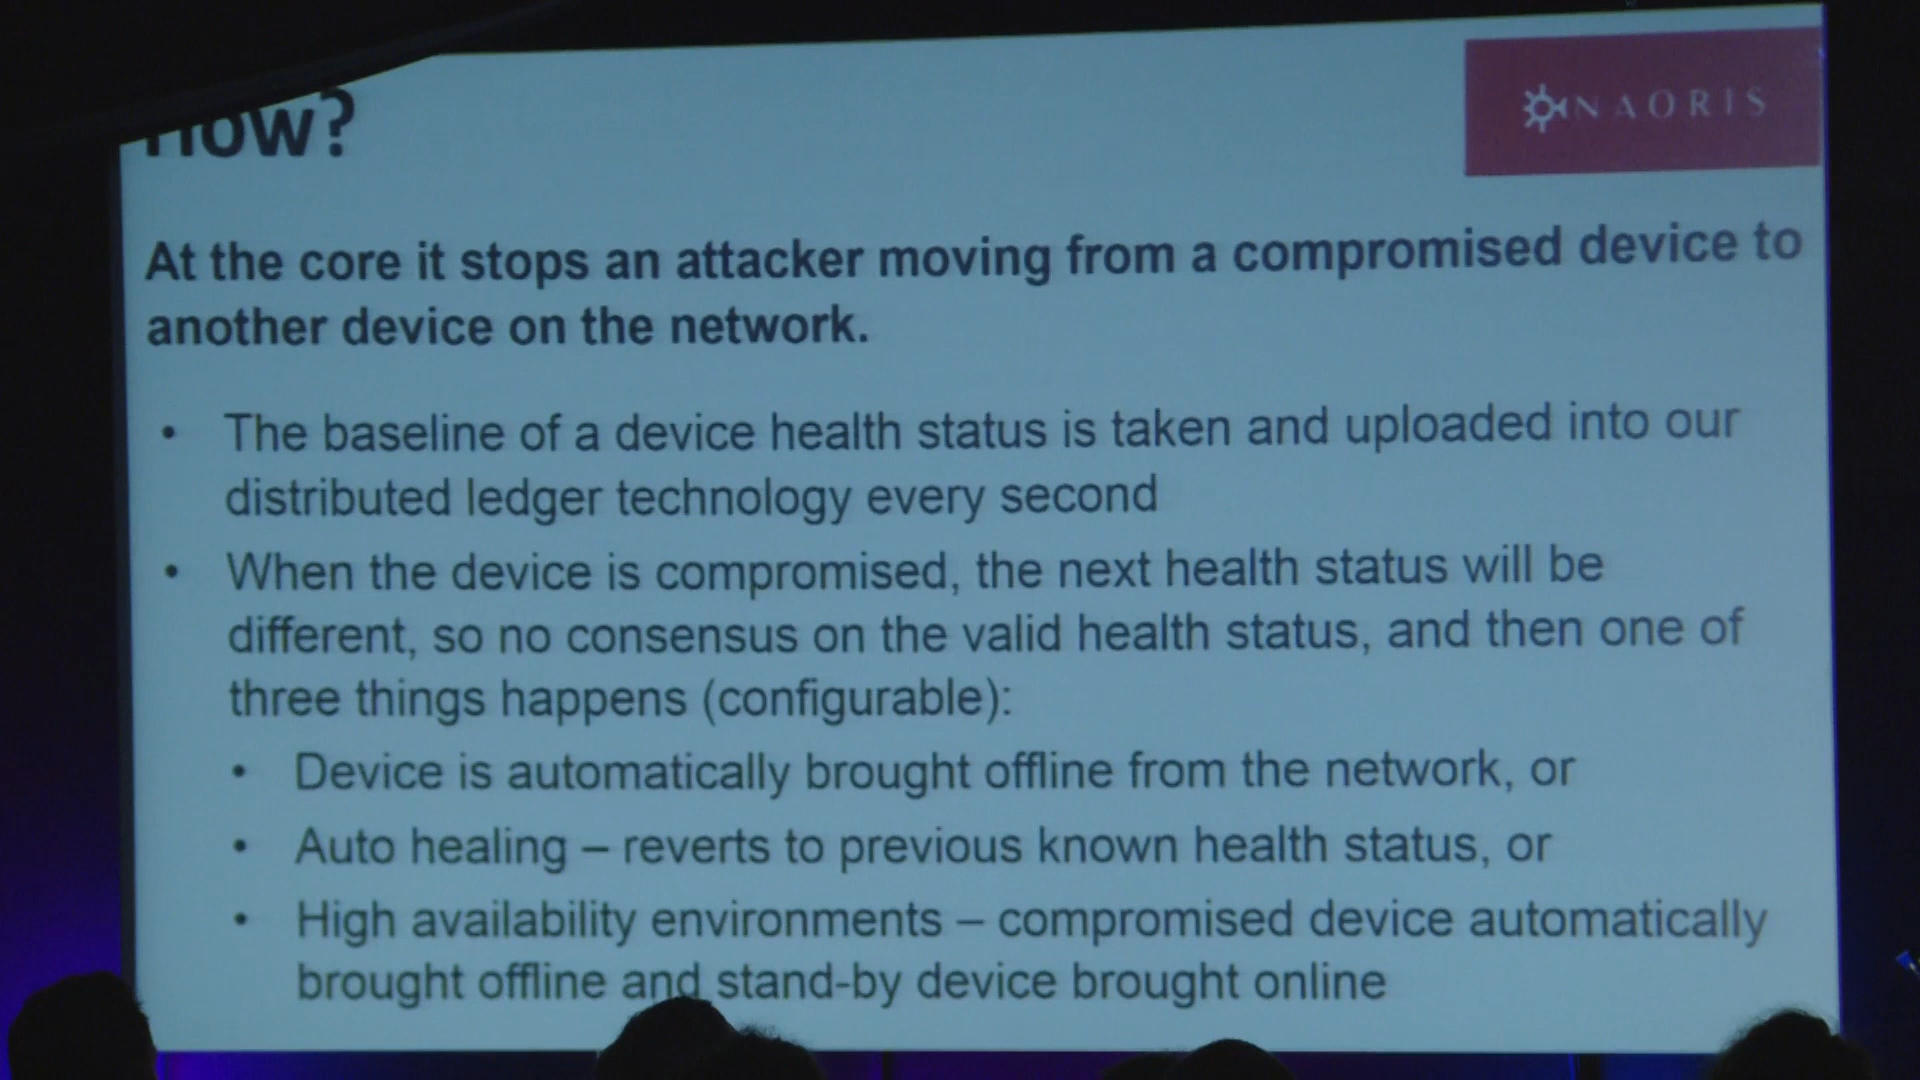 How?
NAORIS
At the core it stops an attacker moving from a compromised device to
another device on the network.
• The baseline of a device health status is taken and uploaded into our
distributed ledger technology every second
• When the device is compromised, the next health status will be
different, so no consensus on the valid health status, and then one of
three things happens (configurable):
• Device is automatically brought offline from the network, or
• Auto healing – reverts to previous known health status, or
• High availability environments – compromised device automatically
brought offline and stand-by device brought online